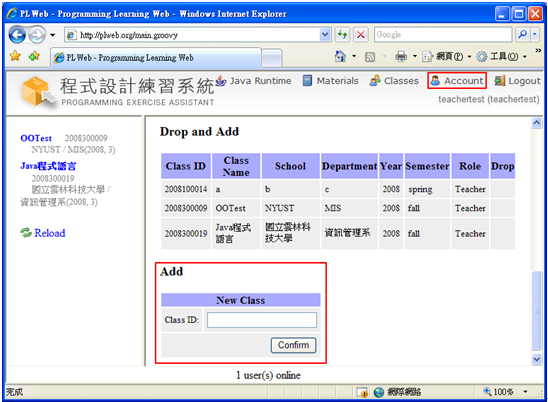 PLWeb - Programming Learning Web - Windows Internet Explorer
http://plweb.org/main.groovy
Google
PLWeb - Programming Learning Web
網頁(P)
工具(O)
程式設計練習系統
PROGRAMMING EXERCISE ASSISTANT
Java Runtime
Materials
Classes
Account
Logout
teachertest (teachertest)
OOTest 2008300009
NYUST / MIS(2008, 3)
Java程式語言
2008300019
國立雲林科技大學 /
資訊管理系(2008, 3)
Reload
Drop and Add
Class ID Class Name School Department Year Semester Role Drop
2008100014 a b c 2008 spring Teacher
2008300009 OOTest NYUST MIS 2008 fall Teacher
2008300019 Java程式語言 國立雲林科技大學 資訊管理系 2008 fall Teacher
Add
New Class
Class ID:
Confirm
1 user(s) online
完成
網際網路
100%